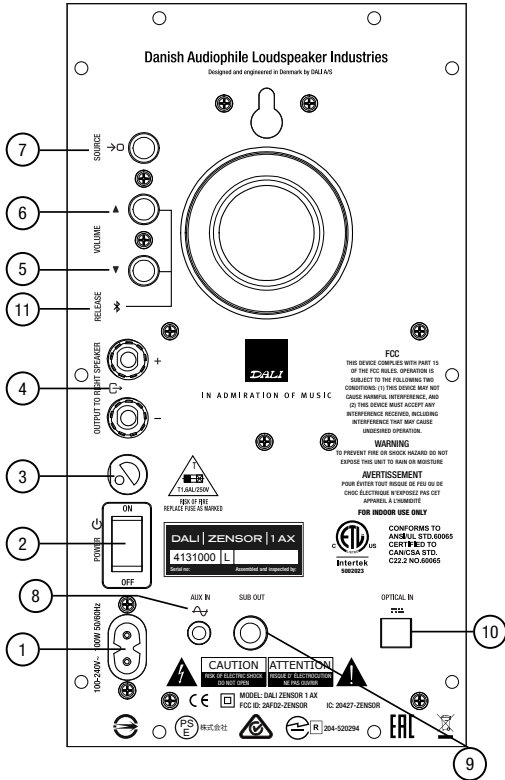 Danish Audiophile Loudspeaker Industries
Designed and engineered in Denmark by DALI A/S
7
SOURCE
6
VOLUME
5
11
RELEASE
4
OUTPUT TO RIGHT SPEAKER
+
−
DALI
IN ADMIRATION OF MUSIC
FCC
THIS DEVICE COMPLIES WITH PART 15
OF THE FCC RULES. OPERATION IS
SUBJECT TO THE FOLLOWING TWO
CONDITIONS: (1) THIS DEVICE MAY NOT
CAUSE HARMFUL INTERFERENCE, AND
(2) THIS DEVICE MUST ACCEPT ANY
INTERFERENCE RECEIVED, INCLUDING
INTERFERENCE THAT MAY CAUSE
UNDESIRED OPERATION.
WARNING
TO PREVENT FIRE OR SHOCK HAZARD DO NOT
EXPOSE THIS UNIT TO RAIN OR MOISTURE
AVERTISSEMENT
POUR ÉVITER TOUT RISQUE DE FEU OU DE
CHOC ÉLECTRIQUE N'EXPOSEZ PAS CET
APPAREIL À L'HUMIDITÉ
FOR INDOOR USE ONLY
3
T1,6AL/250V
RISK OF FIRE
REPLACE FUSE AS MARKED
2
POWER
ON
OFF
DALI ZENSOR 1 AX
4131000 L
Serial no: Assembled and inspected by:
C US
Intertek
5002023
CONFORMS TO
ANSI/UL STD.60065
CERTIFIED TO
CAN/CSA STD.
C22.2 NO.60065
8
AUX IN
SUB OUT
OPTICAL IN
10
1
100-240V~ 100W 50/60Hz
CAUTION
RISK OF ELECTRIC SHOCK
DO NOT OPEN
ATTENTION
RISQUE D' ÉLECTROCUTION
NE PAS OUVRIR
CE
MODEL: DALI ZENSOR 1 AX
FCC ID: 2AFD2-ZENSOR IC: 20427-ZENSOR
PS
E
株式会社
R 204-520294
EAC
9